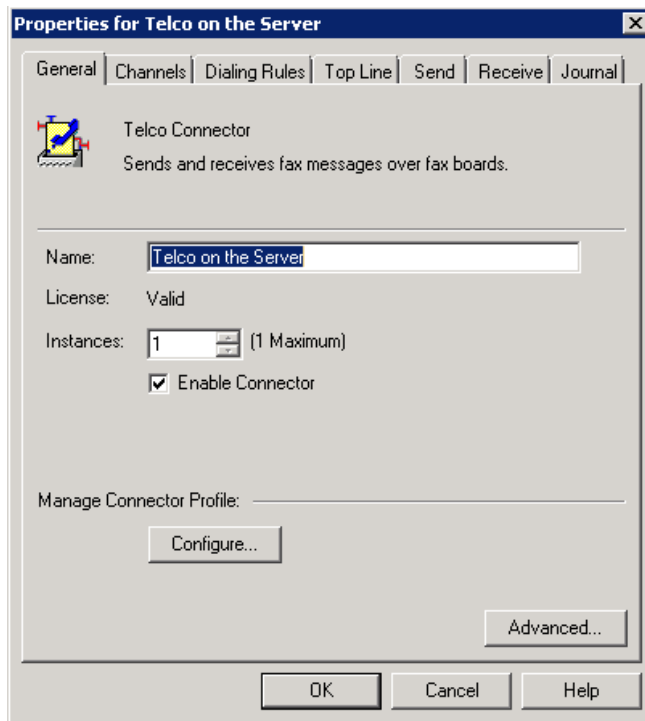 Properties for Telco on the Server
General Channels Dialing Rules Top Line Send Receive Journal
Telco Connector
Sends and receives fax messages over fax boards.
Name: Telco on the Server
License: Valid
Instances: 1 (1 Maximum)
Enable Connector
Manage Connector Profile:
Configure...
Advanced...
OK Cancel Help